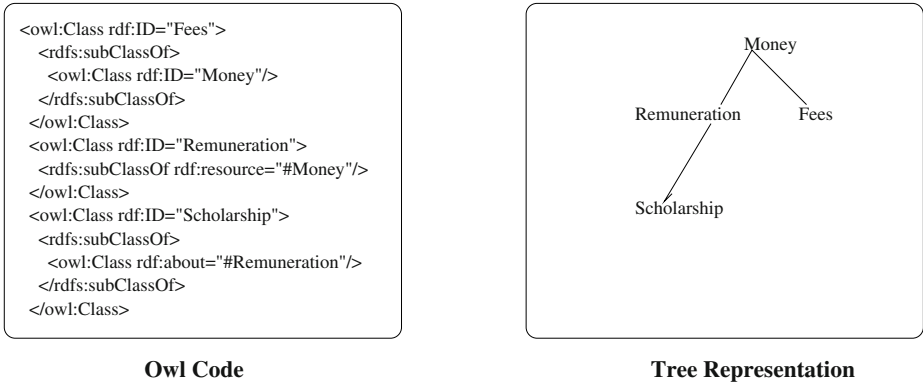 <owl:Class rdf:ID="Fees">
<rdfs:subClassOf>
<owl:Class rdf:ID="Money"/>
</rdfs:subClassOf>
</owl:Class>
<owl:Class rdf:ID="Remuneration">
<rdfs:subClassOf rdf:resource="#Money"/>
</owl:Class>
<owl:Class rdf:ID="Scholarship">
<rdfs:subClassOf>
<owl:Class rdf:about="#Remuneration"/>
</rdfs:subClassOf>
</owl:Class>
Owl Code
Money
Remuneration
Fees
Scholarship
Tree Representation